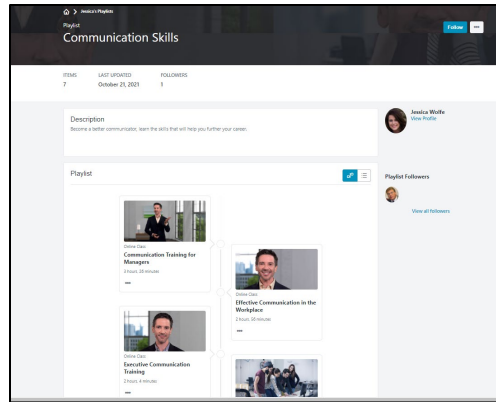 Jessica's Playlists
Playlist
Communication Skills
Follow
ITEMS
LAST UPDATED
FOLLOWERS
7
October 21, 2021
1
Description
Become a better communicator, learn the skills that will help you further your career.
Jessica Wolfe
View Profile
Playlist
Playlist Followers
View all followers
Online Class
Communication Training for
Managers
3 hours, 26 minutes
Online Class
Effective Communication in the
Workplace
2 hours, 56 minutes
Online Class
Executive Communication
Training
2 hours, 4 minutes